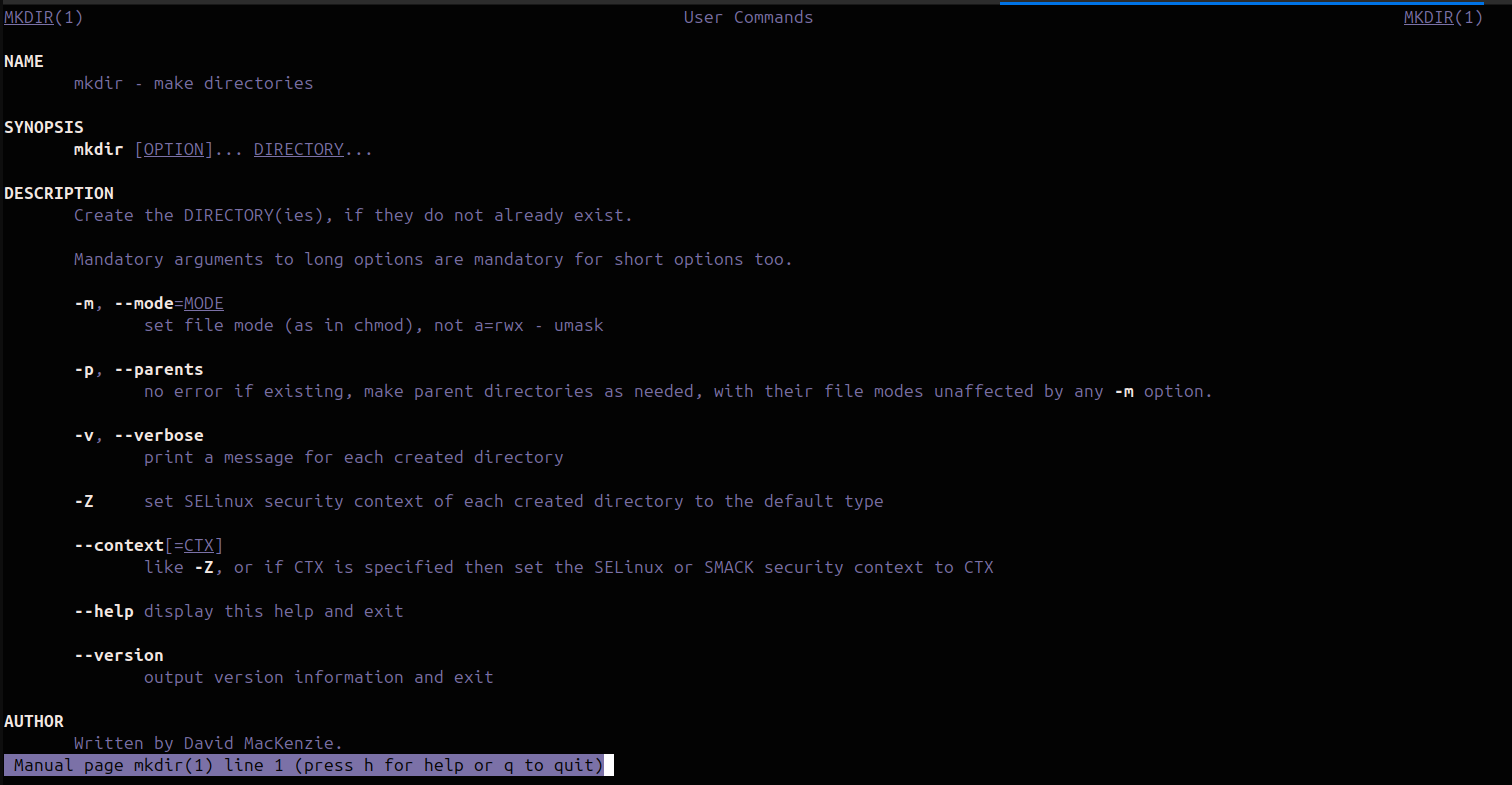 MKDIR(1) User Commands MKDIR(1)
NAME
mkdir - make directories
SYNOPSIS
mkdir [OPTION]... DIRECTORY...
DESCRIPTION
Create the DIRECTORY(ies), if they do not already exist.
Mandatory arguments to long options are mandatory for short options too.
-m, --mode=MODE
set file mode (as in chmod), not a=rwx - umask
-p, --parents
no error if existing, make parent directories as needed, with their file modes unaffected by any -m option.
-v, --verbose
print a message for each created directory
-Z set SELinux security context of each created directory to the default type
--context[=CTX]
like -Z, or if CTX is specified then set the SELinux or SMACK security context to CTX
--help display this help and exit
--version
output version information and exit
AUTHOR
Written by David MacKenzie.
Manual page mkdir(1) line 1 (press h for help or q to quit)